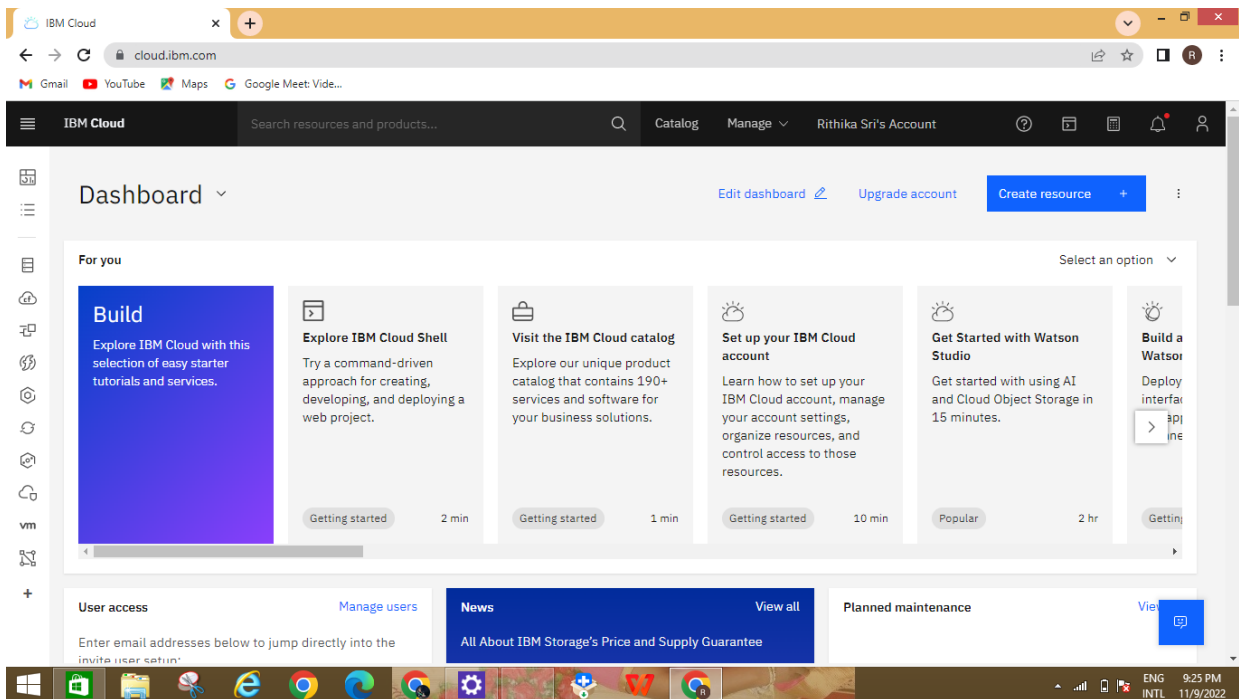 IBM Cloud
cloud.ibm.com
R
Gmail YouTube Maps G Google Meet: Vide...
IBM Cloud Search resources and products... Catalog Manage Rithika Sri's Account
Dashboard Edit dashboard Upgrade account Create resource +
For you Select an option
Build
Explore IBM Cloud with this
selection of easy starter
tutorials and services.
Explore IBM Cloud Shell
Try a command-driven
approach for creating,
developing, and deploying a
web project.
Getting started 2 min
Visit the IBM Cloud catalog
Explore our unique product
catalog that contains 190+
services and software for
your business solutions.
Getting started 1 min
Set up your IBM Cloud
account
Learn how to set up your
IBM Cloud account, manage
your account settings,
organize resources, and
control access to those
resources.
Getting started 10 min
Get Started with Watson
Studio
Get started with using AI
and Cloud Object Storage in
15 minutes.
Popular 2 hr
Build a
Deploy
vm
User access Manage users
Enter email addresses below to jump directly into the
invite user setup:
News View all
All About IBM Storage's Price and Supply Guarantee
Planned maintenance
ENG 9:25 PM
INTL 11/9/2022